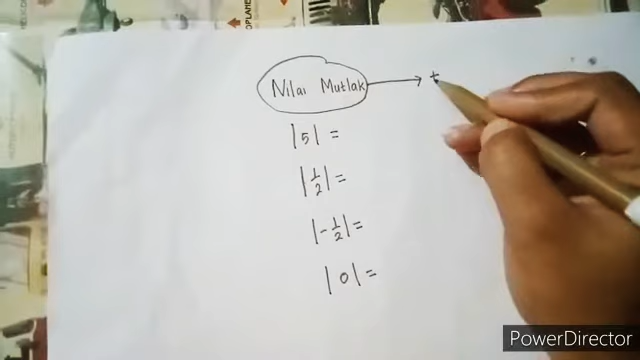 Nilai Mutlak → t
|5| =
|1/2| =
|-1/2| =
|0| =
PowerDirector